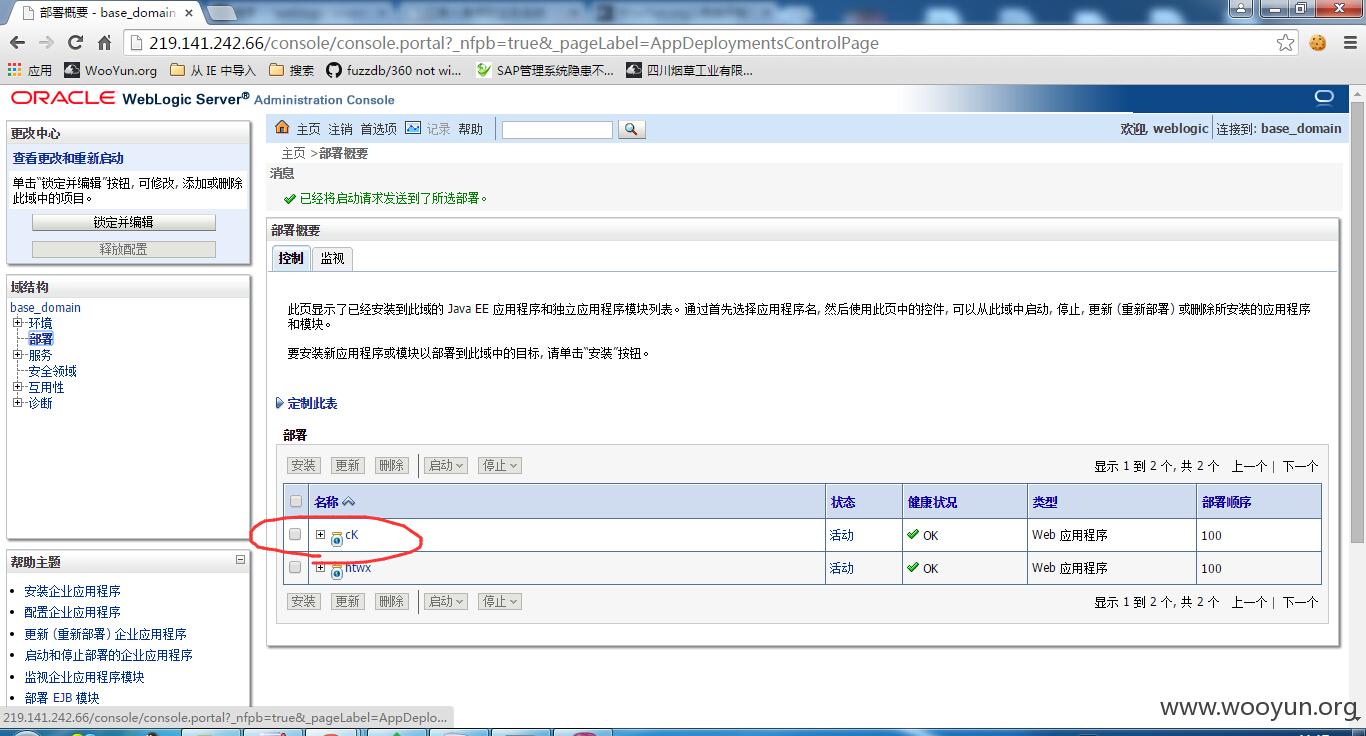 部署概要 - base_domain
219.141.242.66/console/console.portal?_nfpb=true&_pageLabel=AppDeploymentsControlPage
应用 WooYun.org 从 IE 中导入 搜索 fuzzdb/360 not wi... SAP管理系统隐患不... 四川烟草工业有限...
ORACLE WebLogic Server® Administration Console
更改中心
查看更改和重新启动
单击“锁定并编辑”按钮, 可修改, 添加或删除
此域中的项目。
锁定并编辑
释放配置
域结构
base_domain
环境
部署
服务
安全领域
互用性
诊断
帮助主题
安装企业应用程序
配置企业应用程序
更新 (重新部署) 企业应用程序
启动和停止部署的企业应用程序
监视企业应用程序模块
部署 EJB 模块
主页 注销 首选项 记录 帮助
欢迎, weblogic 连接到: base_domain
主页 >部署概要
消息
已经将启动请求发送到了所选部署。
部署概要
控制 监视
此页显示了已经安装到此域的 Java EE 应用程序和独立应用程序模块列表。通过首先选择应用程序名, 然后使用此页中的控件, 可以从此域中启动, 停止, 更新 (重新部署) 或删除所安装的应用程序
和模块。
要安装新应用程序或模块以部署到此域中的目标, 请单击“安装”按钮。
定制此表
部署
安装 更新 删除 启动 停止 显示 1 到 2 个, 共 2 个 上一个 | 下一个
名称 状态 健康状况 类型 部署顺序
cK 活动 OK Web 应用程序 100
htwx 活动 OK Web 应用程序 100
安装 更新 删除 启动 停止 显示 1 到 2 个, 共 2 个 上一个 | 下一个
219.141.242.66/console/console.portal?_nfpb=true&_pageLabel=AppDeplo...
www.wooyun.org